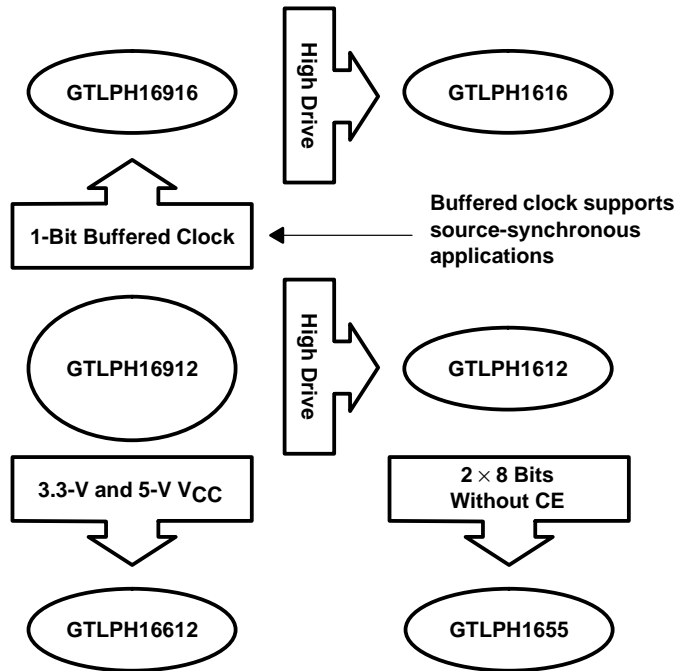 GTLPH16916
High Drive
GTLPH1616
1-Bit Buffered Clock
Buffered clock supports
source-synchronous
applications
GTLPH16912
High Drive
GTLPH1612
3.3-V and 5-V VCC
2 × 8 Bits
Without CE
GTLPH16612
GTLPH1655